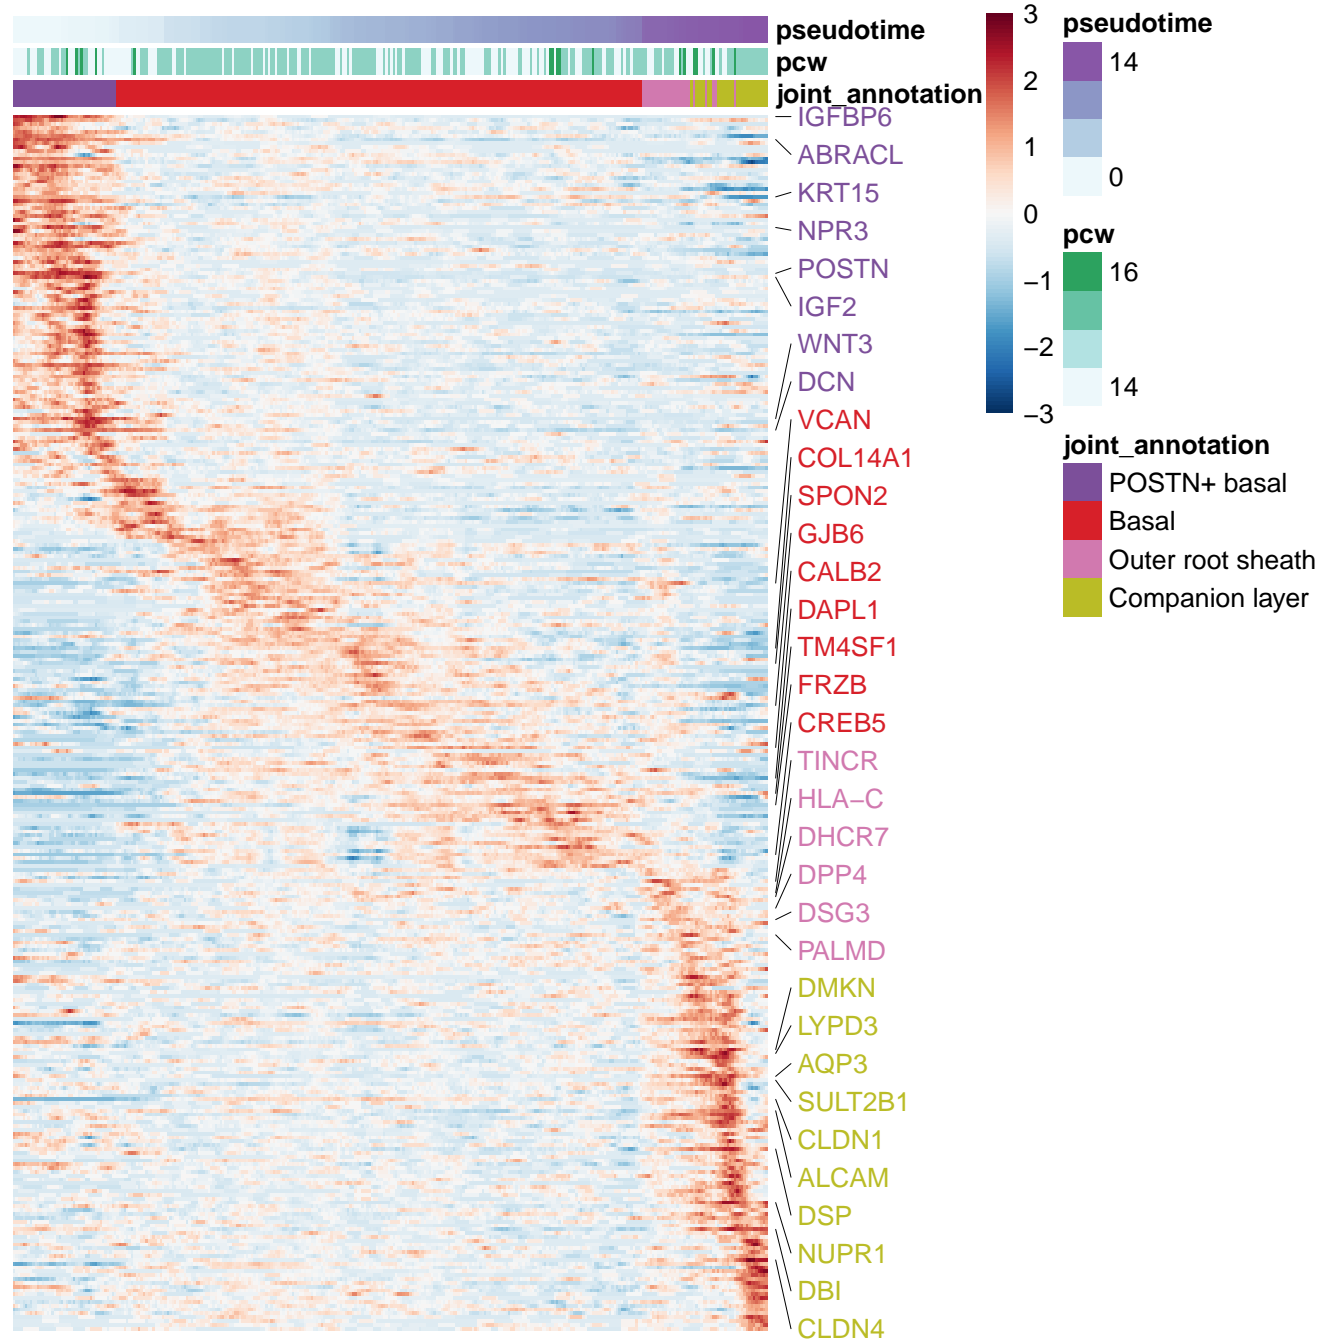 pseudotime
pcw
joint_annotation
IGFBP6
ABRACL
KRT15
NPR3
POSTN
IGF2
WNT3
DCN
VCAN
COL14A1
SPON2
GJB6
CALB2
DAPL1
TM4SF1
FRZB
CREB5
TINCR
HLA−C
DHCR7
DPP4
DSG3
PALMD
DMKN
LYPD3
AQP3
SULT2B1
CLDN1
ALCAM
DSP
NUPR1
DBI
CLDN4
3
2
1
0
−1
−2
−3
pseudotime
14
0
pcw
16
14
joint_annotation
POSTN+ basal
Basal
Outer root sheath
Companion layer